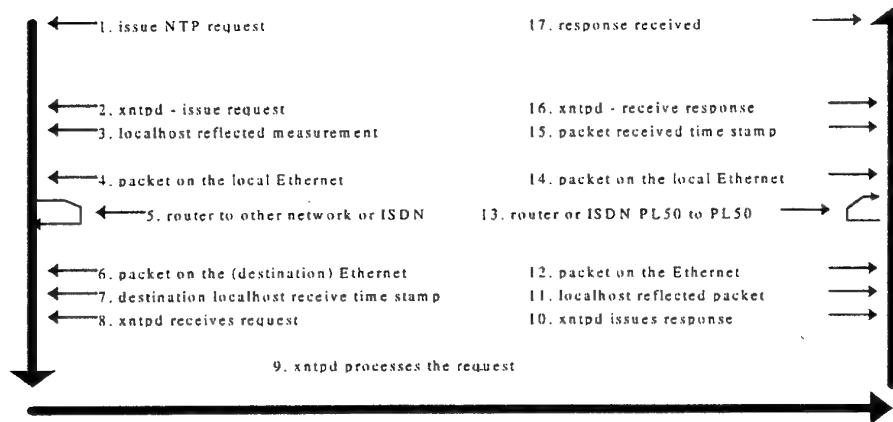 1. issue NTP request
17. response received
2. xntpd - issue request
16. xntpd - receive response
3. localhost reflected measurement
15. packet received time stamp
4. packet on the local Ethernet
14. packet on the local Ethernet
5. router to other network or ISDN
13. router or ISDN PL50 to PL50
6. packet on the (destination) Ethernet
12. packet on the Ethernet
7. destination localhost receive time stamp
11. localhost reflected packet
8. xntpd receives request
10. xntpd issues response
9. xntpd processes the request